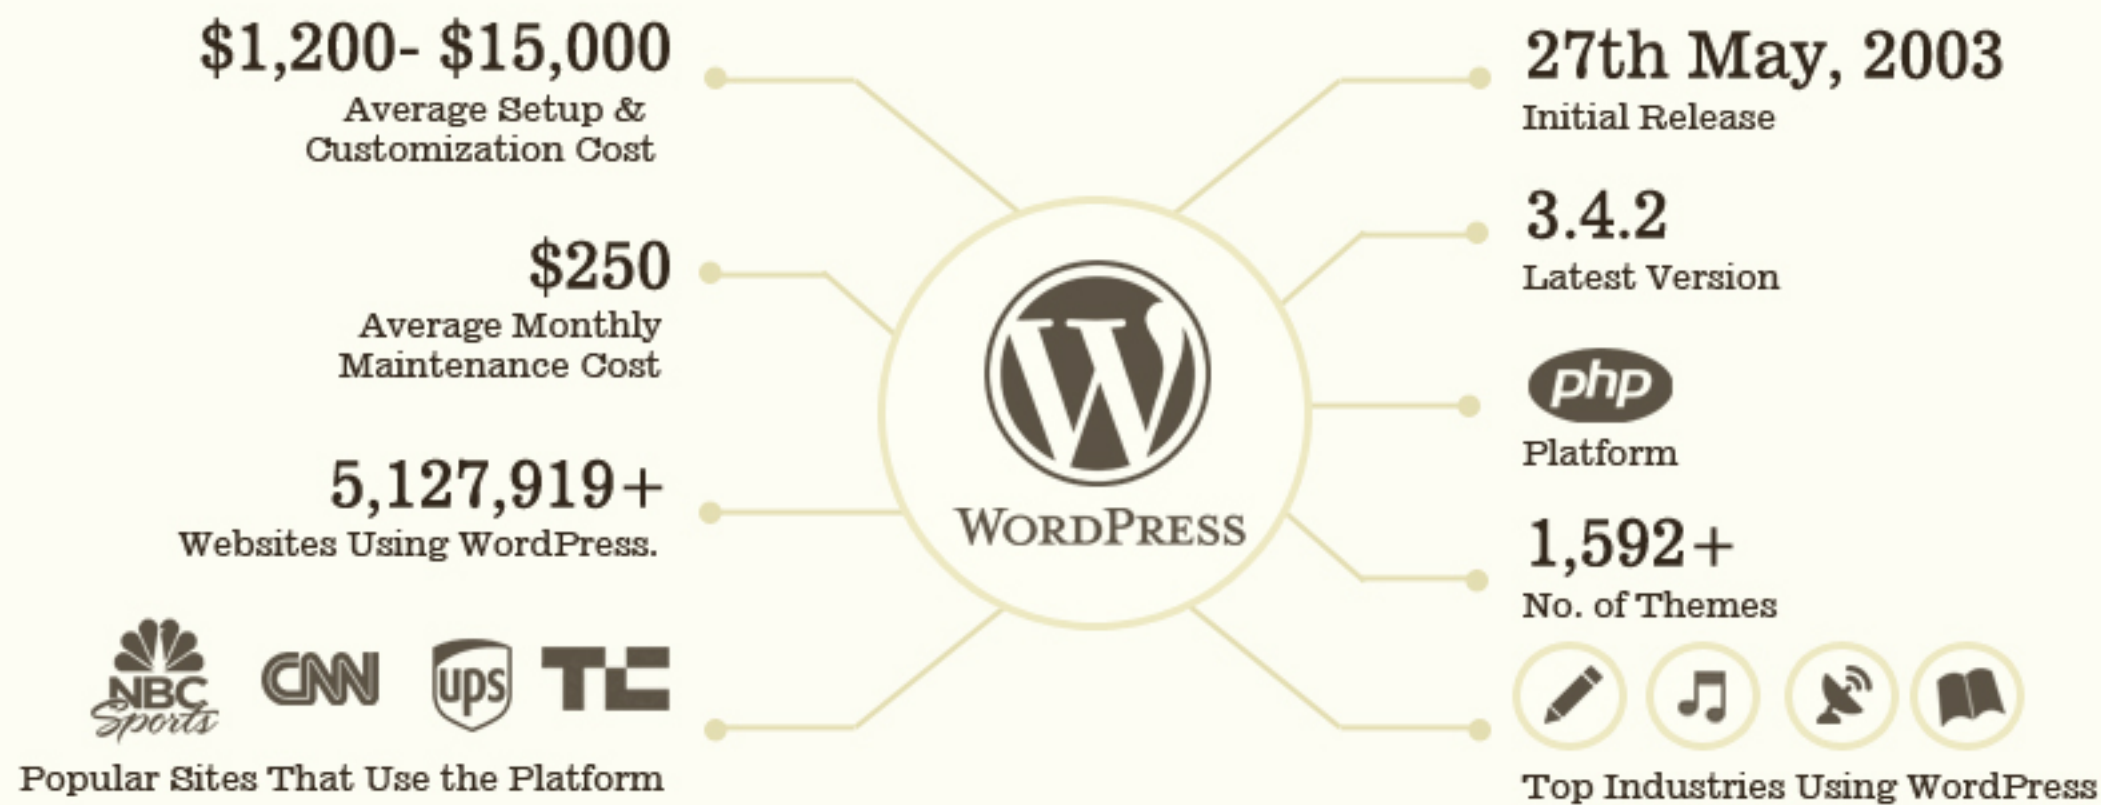 $1,200- $15,000
Average Setup &
Customization Cost
$250
Average Monthly
Maintenance Cost
5,127,919+
Websites Using WordPress.
NBC
Sports
CNN
ups
TC
Popular Sites That Use the Platform
W
WORDPRESS
27th May, 2003
Initial Release
3.4.2
Latest Version
php
Platform
1,592+
No. of Themes
Top Industries Using WordPress